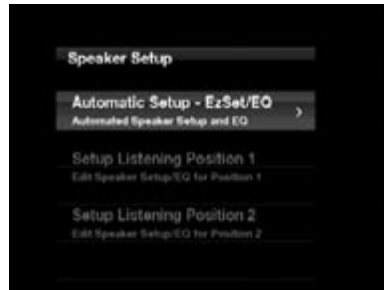 Speaker Setup
Automatic Setup - EzSet/EQ
Automated Speaker Setup and EQ
Setup Listening Position 1
Edit Speaker Setup/EQ for Position 1
Setup Listening Position 2
Edit Speaker Setup/EQ for Position 2